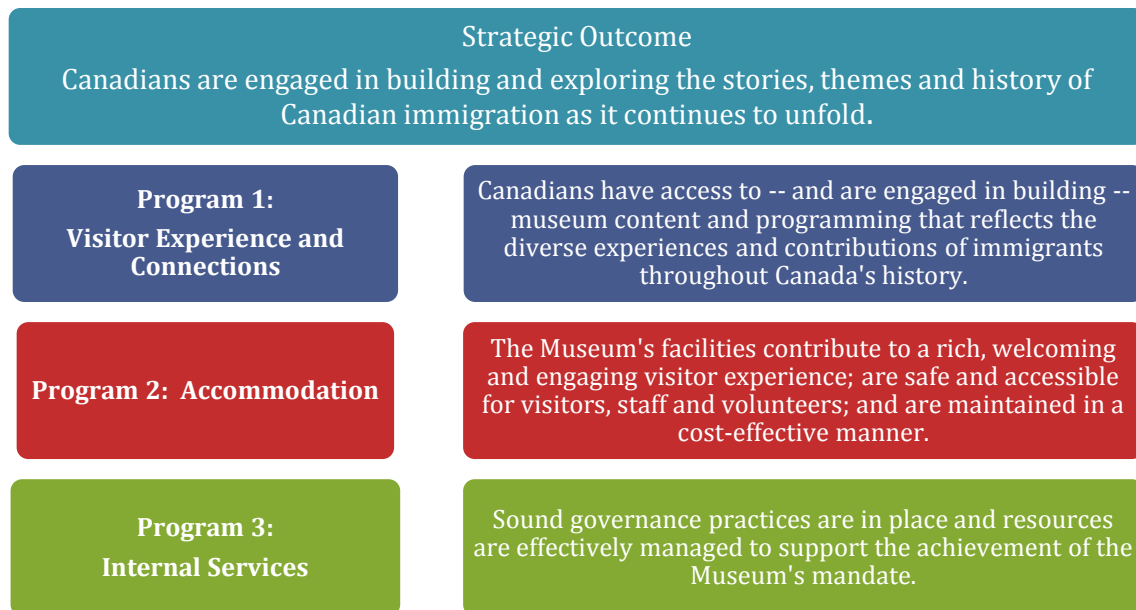 Strategic Outcome
Canadians are engaged in building and exploring the stories, themes and history of
Canadian immigration as it continues to unfold.
Program 1:
Visitor Experience and
Connections
Canadians have access to -- and are engaged in building --
museum content and programming that reflects the
diverse experiences and contributions of immigrants
throughout Canada's history.
Program 2: Accommodation
The Museum's facilities contribute to a rich, welcoming
and engaging visitor experience; are safe and accessible
for visitors, staff and volunteers; and are maintained in a
cost-effective manner.
Program 3:
Internal Services
Sound governance practices are in place and resources
are effectively managed to support the achievement of the
Museum's mandate.